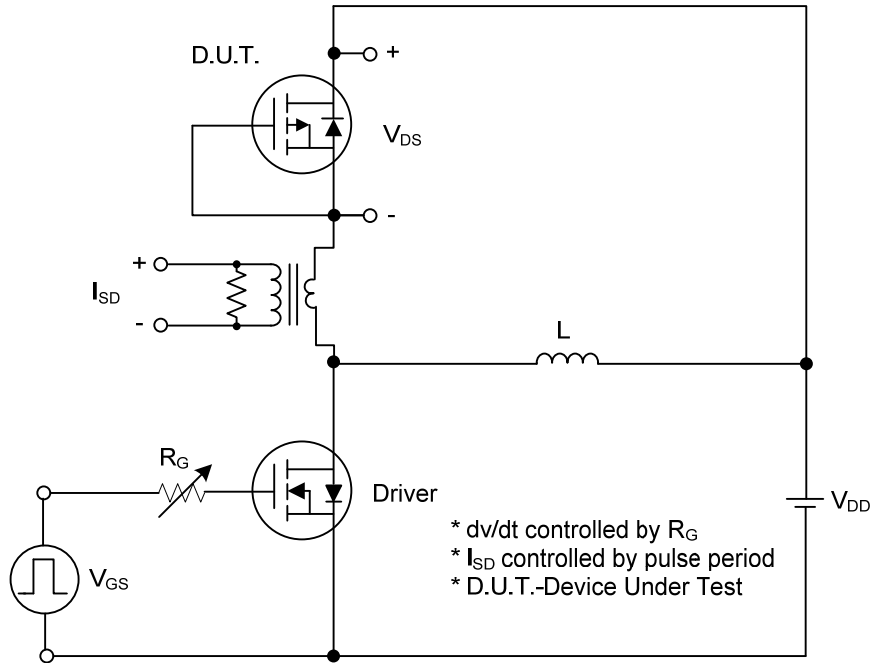 D.U.T.
+
V_DS
-
+
I_SD
-
L
R_G
Driver
V_DD
V_GS
* dv/dt controlled by R_G
* I_SD controlled by pulse period
* D.U.T.-Device Under Test